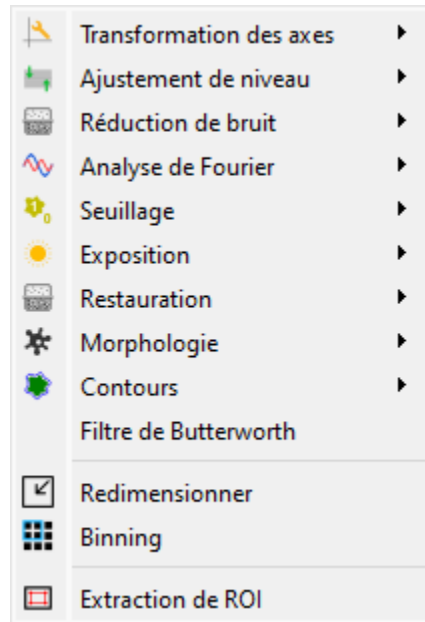 Transformation des axes
Ajustement de niveau
Réduction de bruit
Analyse de Fourier
Seuillage
Exposition
Restauration
Morphologie
Contours
Filtre de Butterworth
Redimensionner
Binning
Extraction de ROI